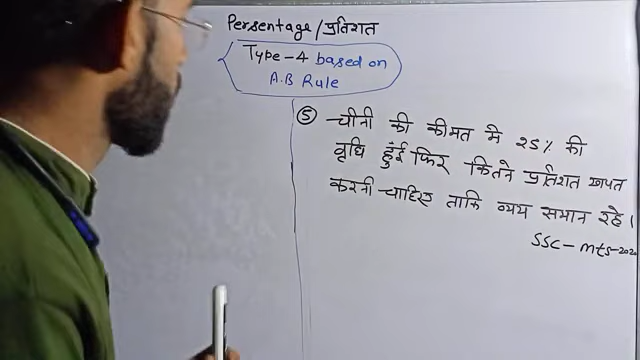 Persentage/प्रतिशत
Type-4 based on
A.B Rule
⑤ चीनी की कीमत मे 25% की
वृधि हुई फिर कितने प्रतिशत खपत
करनी चाहिए ताकि व्यय समान रहे।
SSC-mts-2020